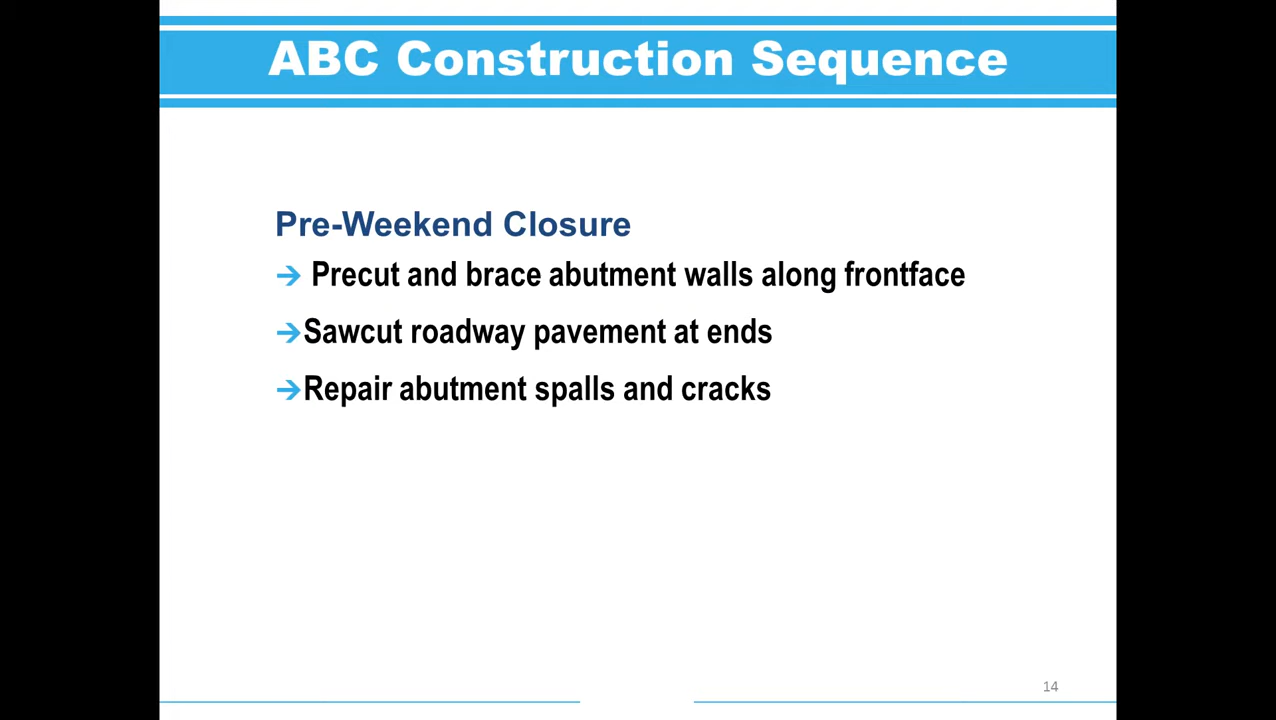 ABC Construction Sequence
Pre-Weekend Closure
→ Precut and brace abutment walls along frontface
→Sawcut roadway pavement at ends
→Repair abutment spalls and cracks
14